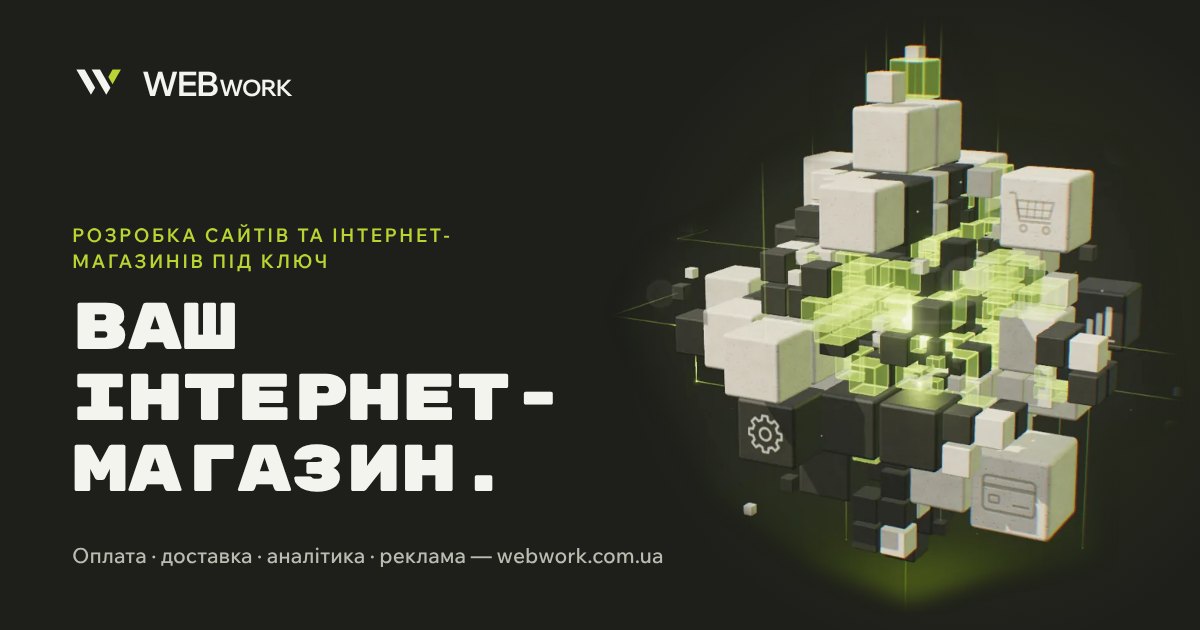 WEBWORK
РОЗРОБКА САЙТІВ ТА ІНТЕРНЕТ-
МАГАЗИНІВ ПІД КЛЮЧ
ВАШ
ІНТЕРНЕТ-
МАГАЗИН.
Оплата · доставка · аналітика · реклама — webwork.com.ua